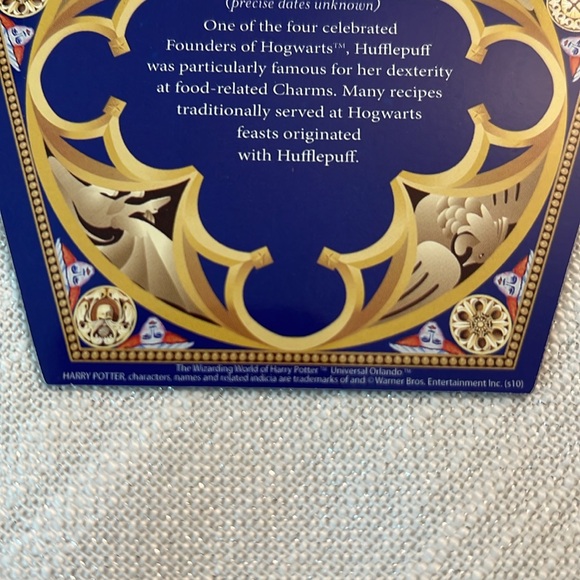 (precise dates unknown)
One of the four celebrated
Founders of Hogwarts™, Hufflepuff
was particularly famous for her dexterity
at food-related Charms. Many recipes
traditionally served at Hogwarts
feasts originated
with Hufflepuff.
The Wizarding World of Harry Potter™ Universal Orlando™
HARRY POTTER, characters, names and related indicia are trademarks of and © Warner Bros. Entertainment Inc. (s10)